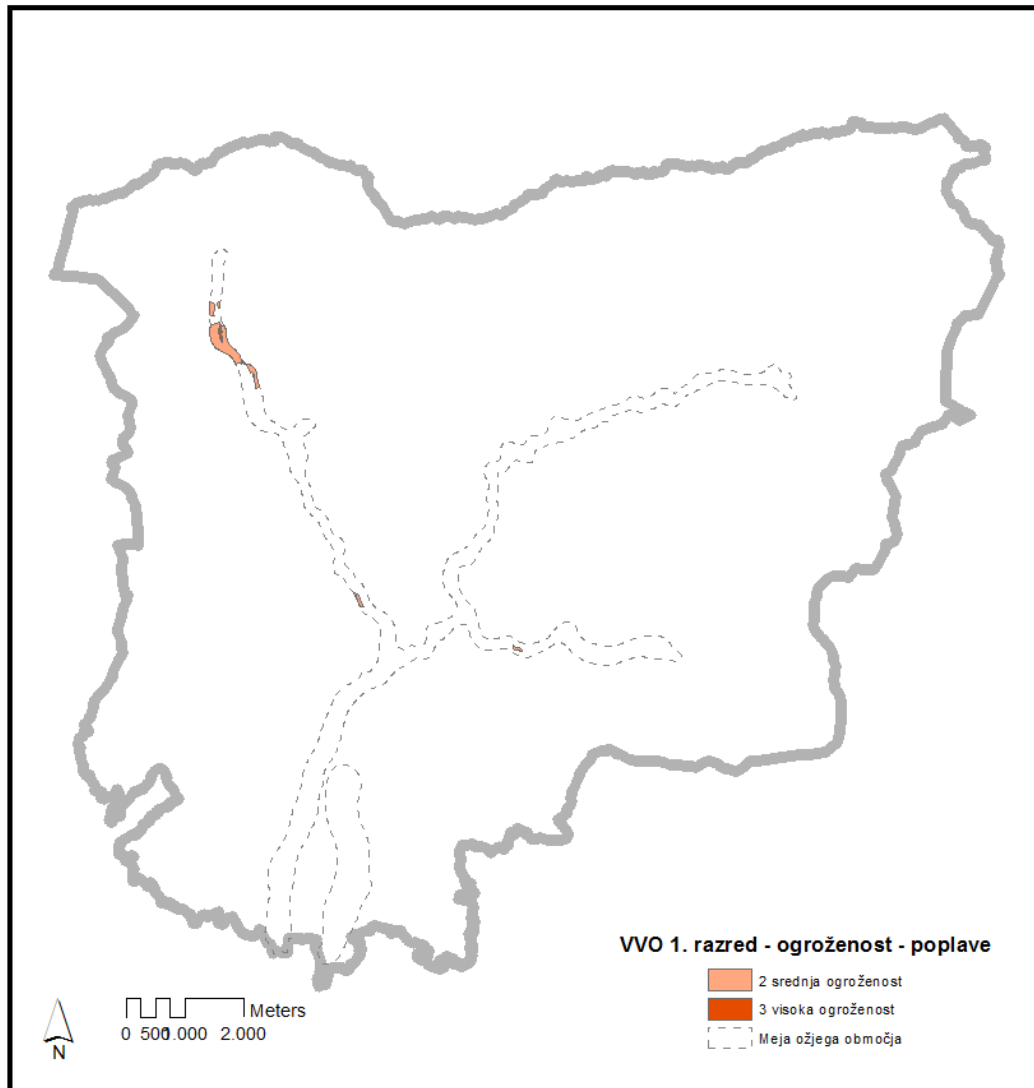 VVO 1. razred - ogroženost - poplave
2 srednja ogroženost
3 visoka ogroženost
Meja ožjega območja
Meters
0 500 1.000 2.000
N